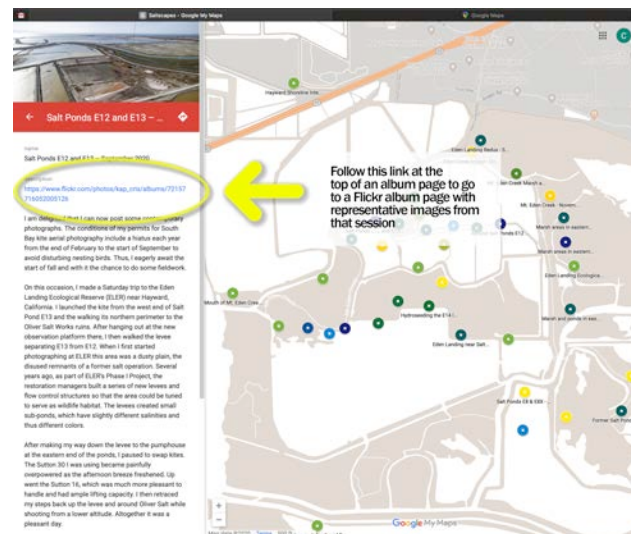 Saltscapes – Google My Maps
Google Maps
C
Salt Ponds E12 and E13 – ...
name
Salt Ponds E12 and E13 – September 2020
description
https://www.flickr.com/photos/kap_cris/albums/72157
716052005126
I am delighted that I can now post some contemporary
photographs. The conditions of my permits for South
Bay kite aerial photography include a hiatus each year
from the end of February to the start of September to
avoid disturbing nesting birds. Thus, I eagerly await the
start of fall and with it the chance to do some fieldwork.
On this occasion, I made a Saturday trip to the Eden
Landing Ecological Reserve (ELER) near Hayward,
California. I launched the kite from the west end of Salt
Pond E13 and the walking its northern perimeter to the
Oliver Salt Works ruins. After hanging out at the new
observation platform there, I then walked the levee
separating E13 from E12. When I first started
photographing at ELER this area was a dusty plain, the
disused remnants of a former salt operation. Several
years ago, as part of ELER's Phase I Project, the
restoration managers built a series of new levees and
flow control structures so that the area could be tuned
to serve as wildlife habitat. The levees created small
sub-ponds, which have slightly different salinities and
thus different colors.
After making my way down the levee to the pumphouse
at the eastern end of the ponds, I paused to swap kites.
The Sutton 30 I was using became painfully
overpowered as the afternoon breeze freshened. Up
went the Sutton 16, which was much more pleasant to
handle and had ample lifting capacity. I then retraced
my steps back up the levee and around Oliver Salt while
shooting from a lower altitude. Altogether it was a
pleasant day.
Follow this link at the
top of an album page to go
to a Flickr album page with
representative images from
that session
Hayward Shoreline Inte...
Eden Landing Redux - S...
Eden Creek Marsh a...
Mt. Eden Creek - Novem...
Ponds E12
Marsh areas in eastern...
Eden Landing Ecologica...
Mouth of Mt. Eden Cree...
Hydroseeding the E14 l...
Marsh and ponds in eas...
Eden Landing near Salt...
Salt Ponds E8 & E8X -...
Former Salt Pond
Google My Maps